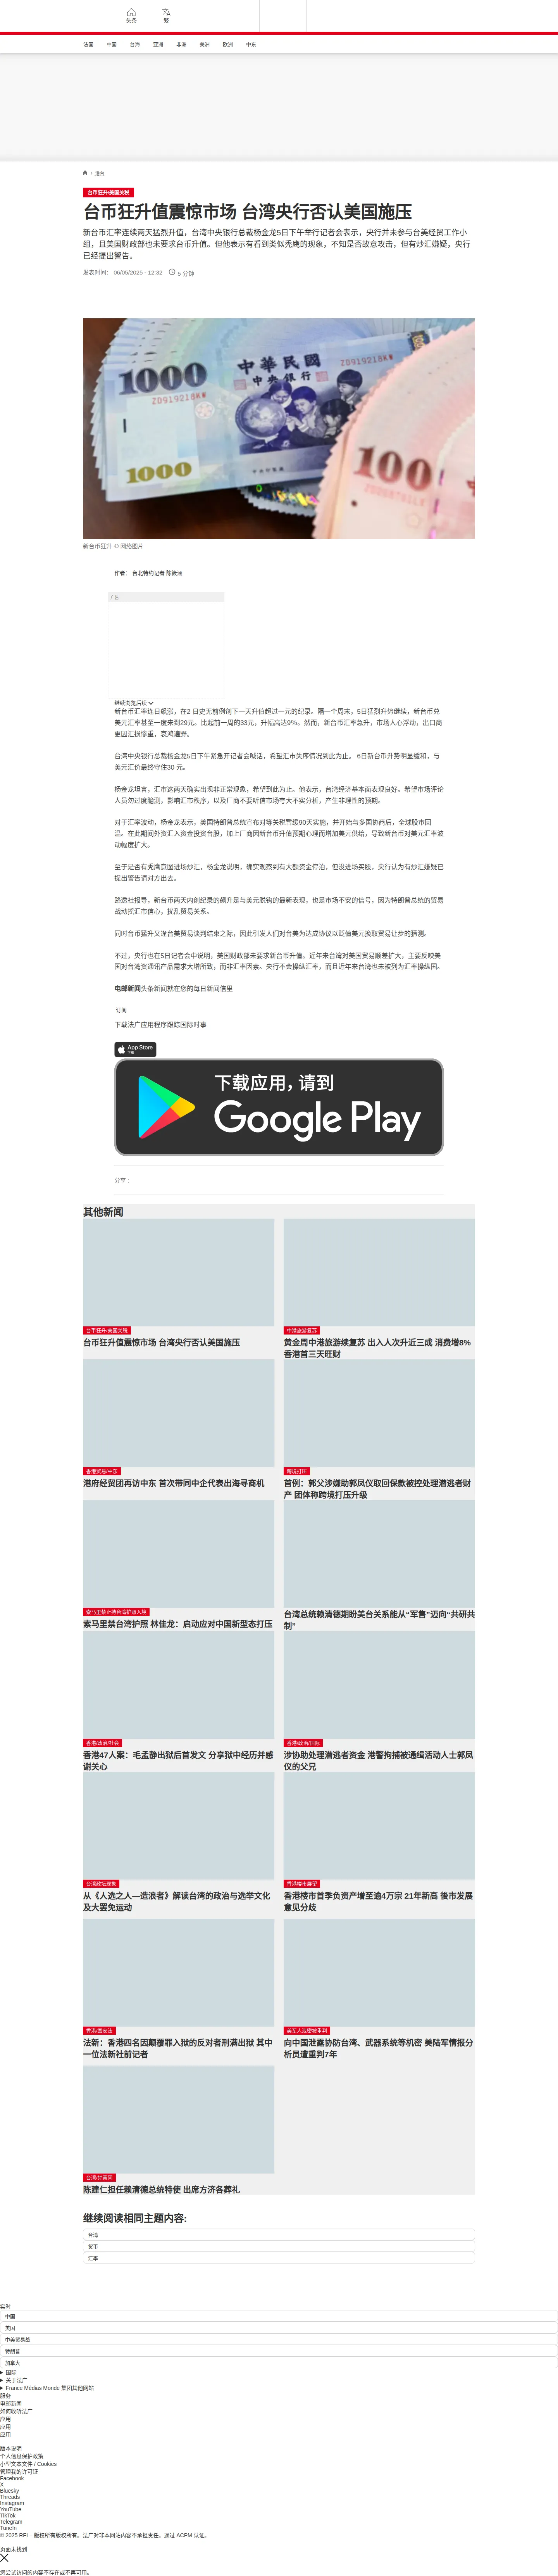 头条
繁
法國
中国
台海
亚洲
非洲
美洲
欧洲
中东
/ 港台
台币狂升/美国关税
台币狂升值震惊市场 台湾央行否认美国施压
新台币汇率连续两天猛烈升值，台湾中央银行总裁杨金龙5日下午举行记者会表示，央行并未参与台美经贸工作小
组，且美国财政部也未要求台币升值。但他表示有看到类似秃鹰的现象，不知是否故意攻击，但有炒汇嫌疑，央行
已经提出警告。
发表时间： 06/05/2025 - 12:32
5 分钟
1000
中華民國
中央銀行
ZD919218KW
ZD919217KW
1000
100
新台币狂升 © 网络图片
作者： 台北特约记者 陈筱涵
广告
继续浏览后续
新台币汇率连日飙涨，在2 日史无前例创下一天升值超过一元的纪录。隔一个周末，5日猛烈升势继续，新台币兑
美元汇率甚至一度来到29元。比起前一周的33元，升幅高达9％。然而，新台币汇率急升，市场人心浮动，出口商
更因汇损惨重，哀鸿遍野。
台湾中央银行总裁杨金龙5日下午紧急开记者会喊话，希望汇市失序情况到此为止。 6日新台币升势明显缓和，与
美元汇价最终守住30 元。
杨金龙坦言，汇市这两天确实出现非正常现象，希望到此为止。他表示，台湾经济基本面表现良好，希望市场评论
人员勿过度臆测，影响汇市秩序，以及厂商不要听信市场夸大不实分析，产生非理性的预期。
对于汇率波动，杨金龙表示，美国特朗普总统宣布对等关税暂缓90天实施，并开始与多国协商后，全球股市回
温。在此期间外资汇入资金投资台股，加上厂商因新台币升值预期心理而增加美元供给，导致新台币对美元汇率波
动幅度扩大。
至于是否有秃鹰意图进场炒汇，杨金龙说明，确实观察到有大额资金停泊，但没进场买股，央行认为有炒汇嫌疑已
提出警告请对方出去。
路透社报导，新台币两天内创纪录的飙升是与美元脱钩的最新表现，也是市场不安的信号，因为特朗普总统的贸易
战动摇汇市信心，扰乱贸易关系。
同时台币猛升又逢台美贸易谈判结束之际，因此引发人们对台美为达成协议以贬值美元换取贸易让步的猜测。
不过，央行也在5日记者会中说明，美国财政部未要求新台币升值。近年来台湾对美国贸易顺差扩大，主要反映美
国对台湾资通讯产品需求大增所致，而非汇率因素。央行不会操纵汇率，而且近年来台湾也未被列为汇率操纵国。
电邮新闻头条新闻就在您的每日新闻信里
订阅
下载法广应用程序跟踪国际时事
App Store
下载
下载应用，请到
Google Play
分享 :
其他新闻
台币狂升/美国关税
台币狂升值震惊市场 台湾央行否认美国施压
中港旅游复苏
黄金周中港旅游续复苏 出入人次升近三成 消费增8%
香港首三天旺财
香港贸易/中东
港府经贸团再访中东 首次带同中企代表出海寻商机
跨境打压
首例：郭父涉嫌助郭凤仪取回保款被控处理潜逃者财
产 团体称跨境打压升级
索马里禁止持台湾护照入境
索马里禁台湾护照 林佳龙：启动应对中国新型态打压
台湾总统赖清德期盼美台关系能从“军售”迈向“共研共
制”
香港/政治/社会
香港47人案：毛孟静出狱后首发文 分享狱中经历并感
谢关心
香港/政治/国际
涉协助处理潜逃者资金 港警拘捕被通缉活动人士郭凤
仪的父兄
台湾政坛现象
从《人选之人—造浪者》解读台湾的政治与选举文化
及大罢免运动
香港楼市展望
香港楼市首季负资产增至逾4万宗 21年新高 後市发展
意见分歧
香港/国安法
法新：香港四名因颠覆罪入狱的反对者刑满出狱 其中
一位法新社前记者
美军人泄密被重判
向中国泄露协防台湾、武器系统等机密 美陆军情报分
析员遭重判7年
台湾/梵蒂冈
陈建仁担任赖清德总统特使 出席方济各葬礼
继续阅读相同主题内容:
台湾
货币
汇率
实时
中国
美国
中美贸易战
特朗普
加拿大
国际
关于法广
France Médias Monde 集团其他网站
服务
电邮新闻
如何收听法广
应用
应用
应用
版本说明
个人信息保护政策
小型文本文件 / Cookies
管理我的许可证
Facebook
X
Bluesky
Threads
Instagram
YouTube
TikTok
Telegram
TuneIn
© 2025 RFI – 版权所有版权所有。法广对非本网站内容不承担责任。通过 ACPM 认证。
页面未找到
您尝试访问的内容不存在或不再可用。